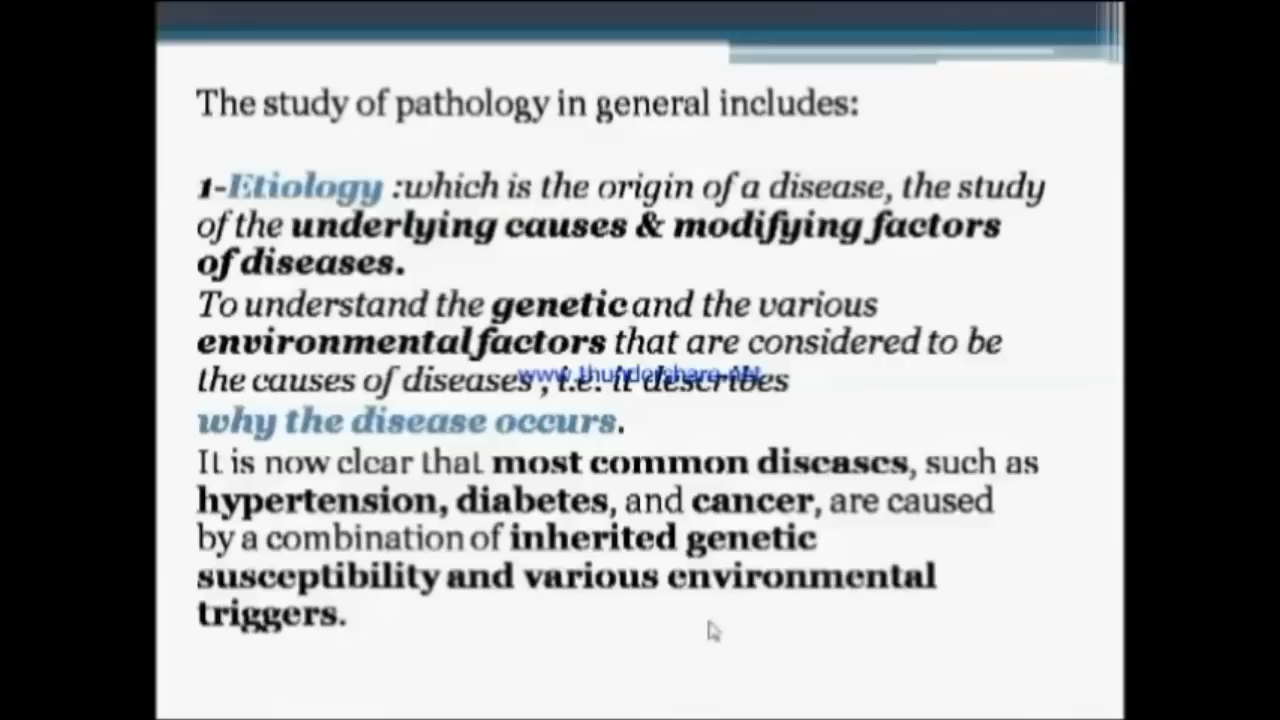 The study of pathology in general includes:
1-Etiology :which is the origin of a disease, the study
of the underlying causes & modifying factors
of diseases.
To understand the genetic and the various
environmental factors that are considered to be
the causes of diseases , i.e. it describes
www.thundershare.net
why the disease occurs.
It is now clear that most common diseases, such as
hypertension, diabetes, and cancer, are caused
by a combination of inherited genetic
susceptibility and various environmental
triggers.